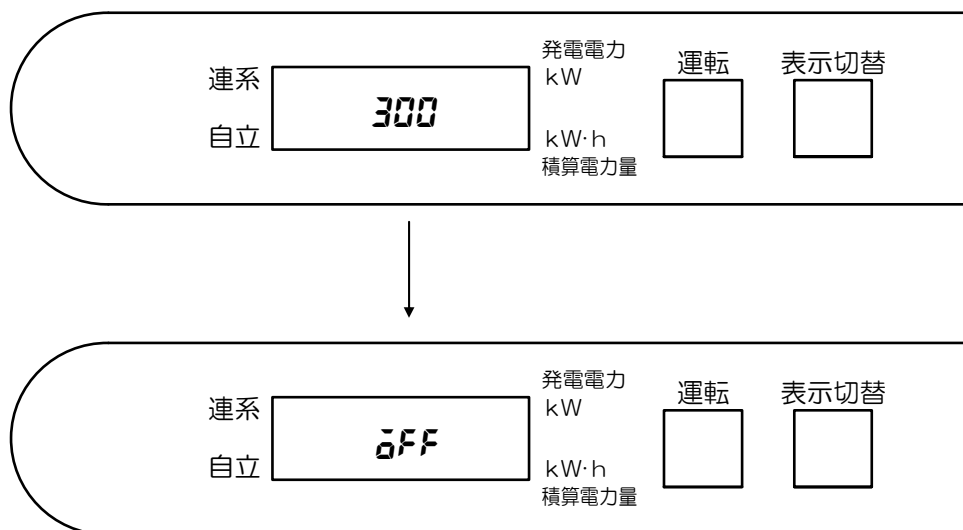 発電電力
連系 kW 運転 表示切替
300
自立 kW·h
積算電力量
発電電力
連系 kW 運転 表示切替
oFF
自立 kW·h
積算電力量